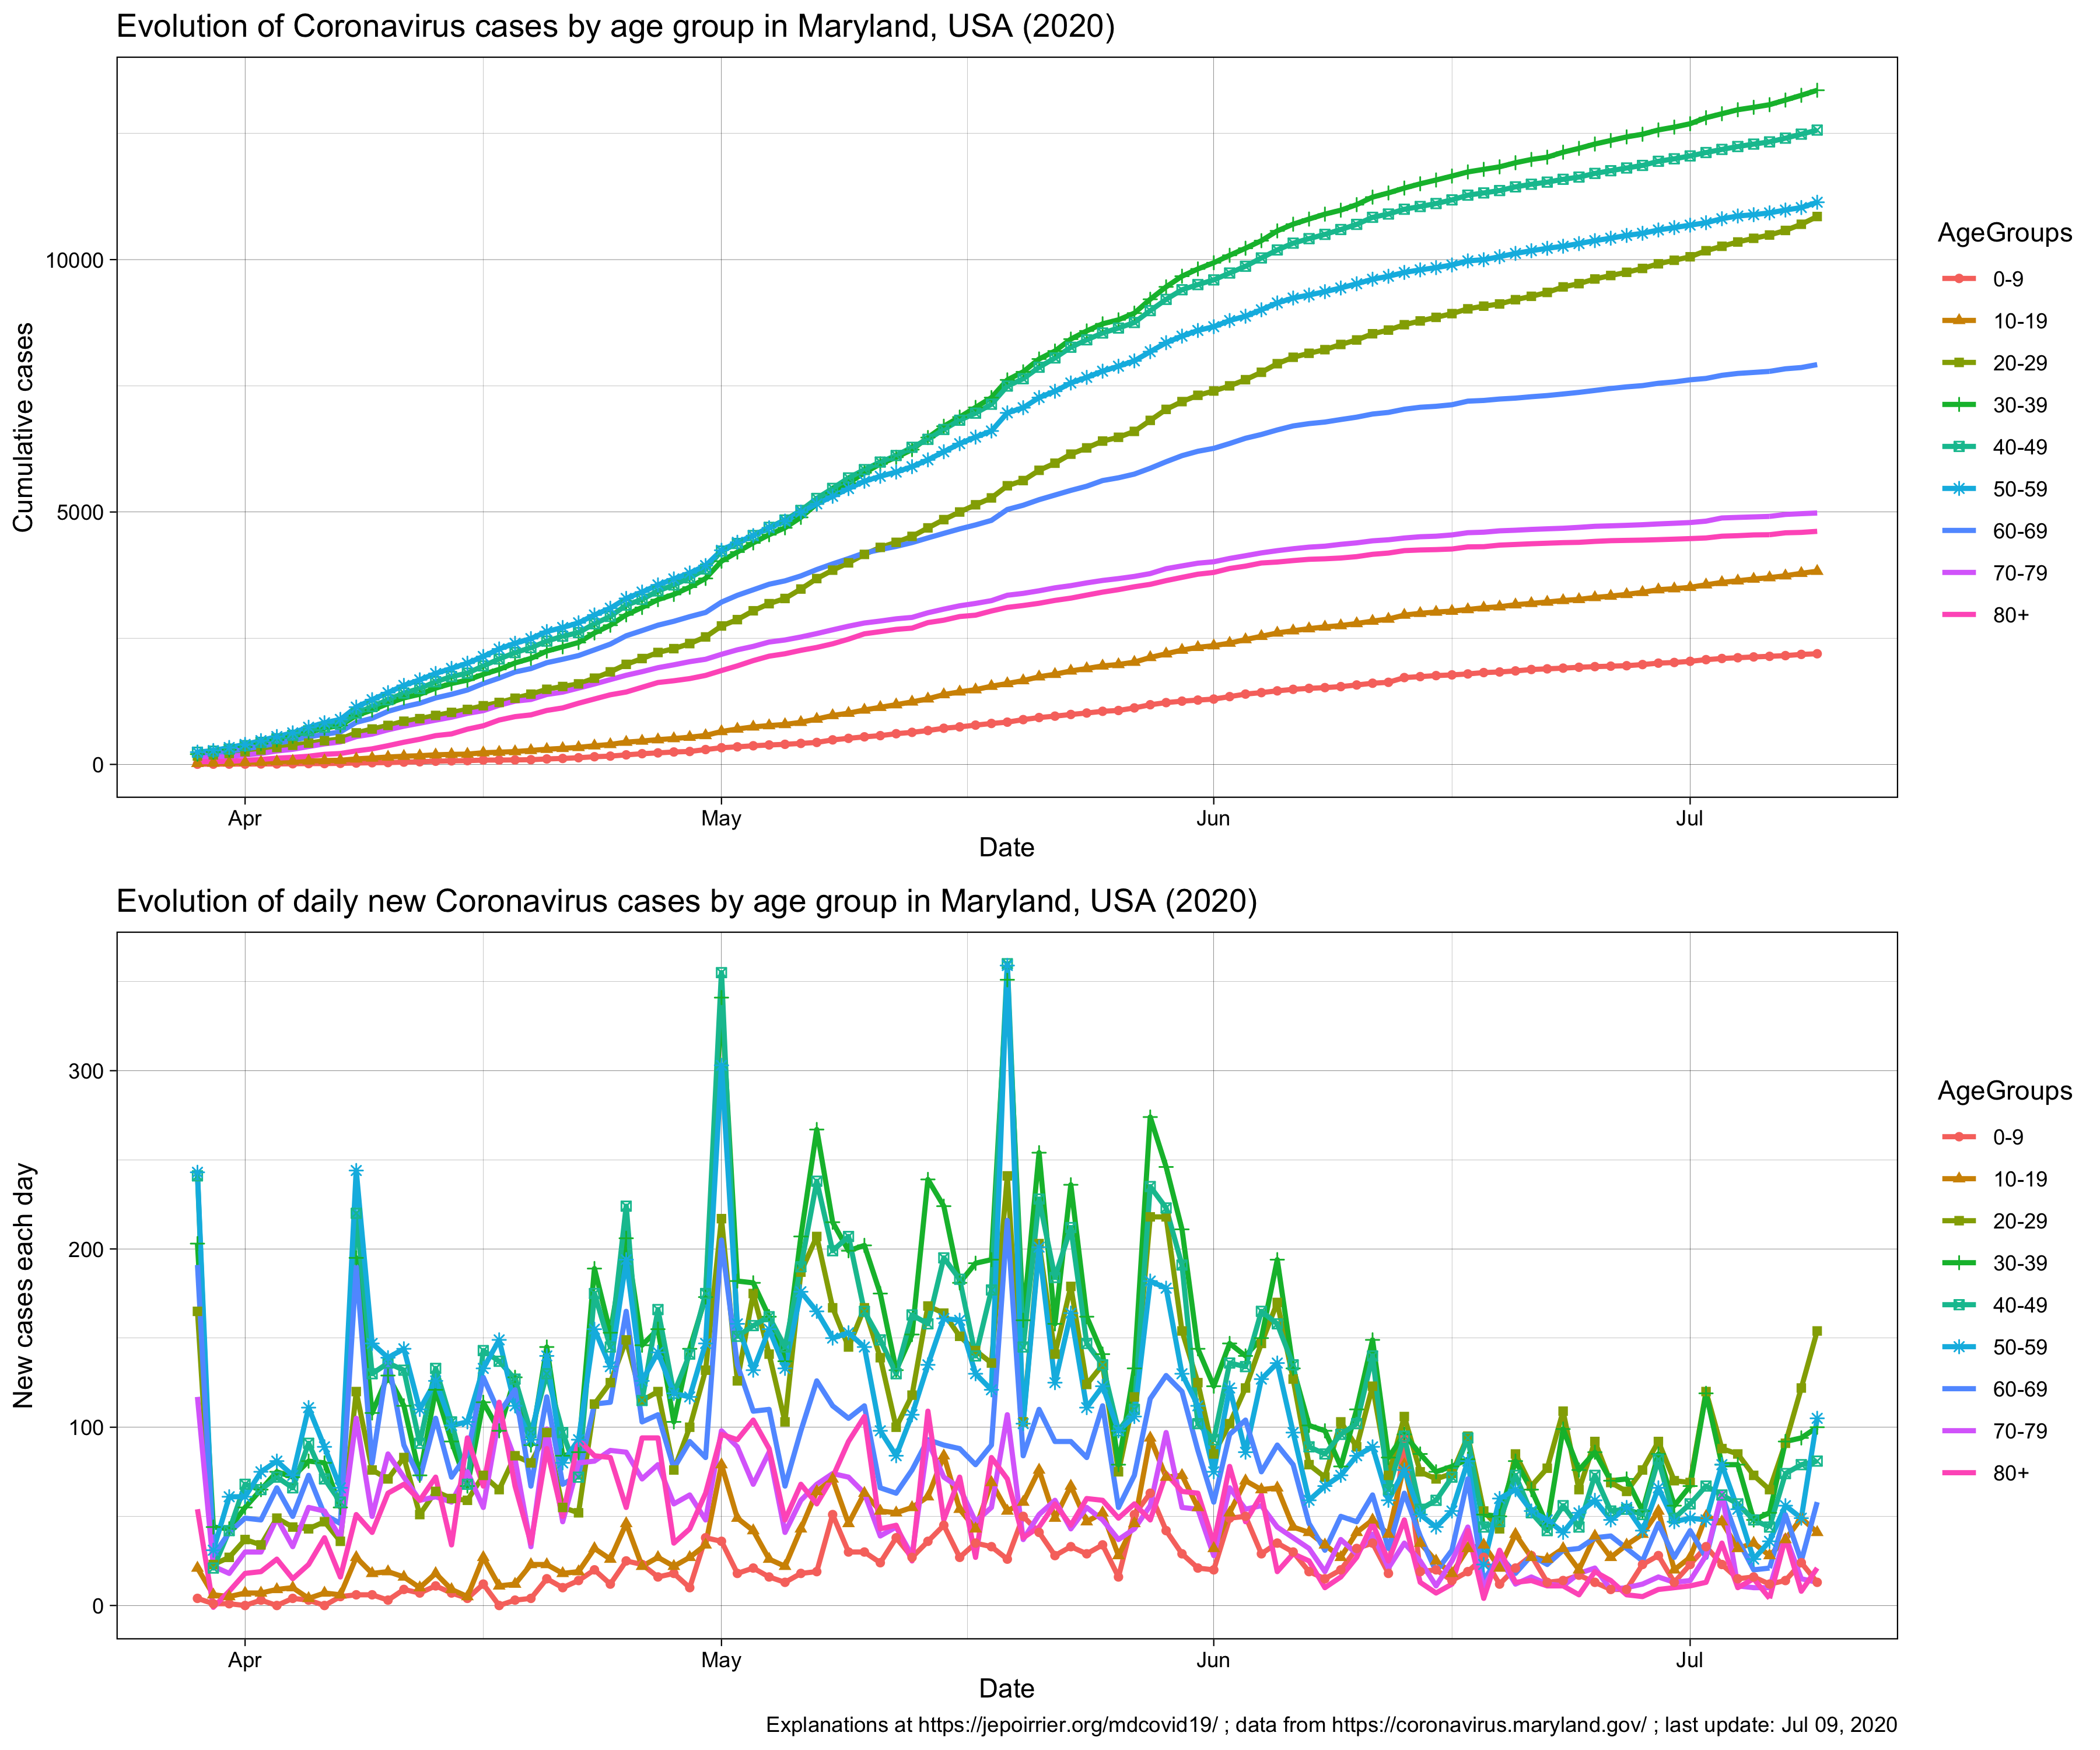 Evolution of Coronavirus cases by age group in Maryland, USA (2020)
Cumulative cases
10000
5000
0
Apr
May
Jun
Jul
Date
AgeGroups
0-9
10-19
20-29
30-39
40-49
50-59
60-69
70-79
80+
Evolution of daily new Coronavirus cases by age group in Maryland, USA (2020)
New cases each day
300
200
100
0
Apr
May
Jun
Jul
Date
AgeGroups
0-9
10-19
20-29
30-39
40-49
50-59
60-69
70-79
80+
Explanations at https://jepoirrier.org/mdcovid19/ ; data from https://coronavirus.maryland.gov/ ; last update: Jul 09, 2020